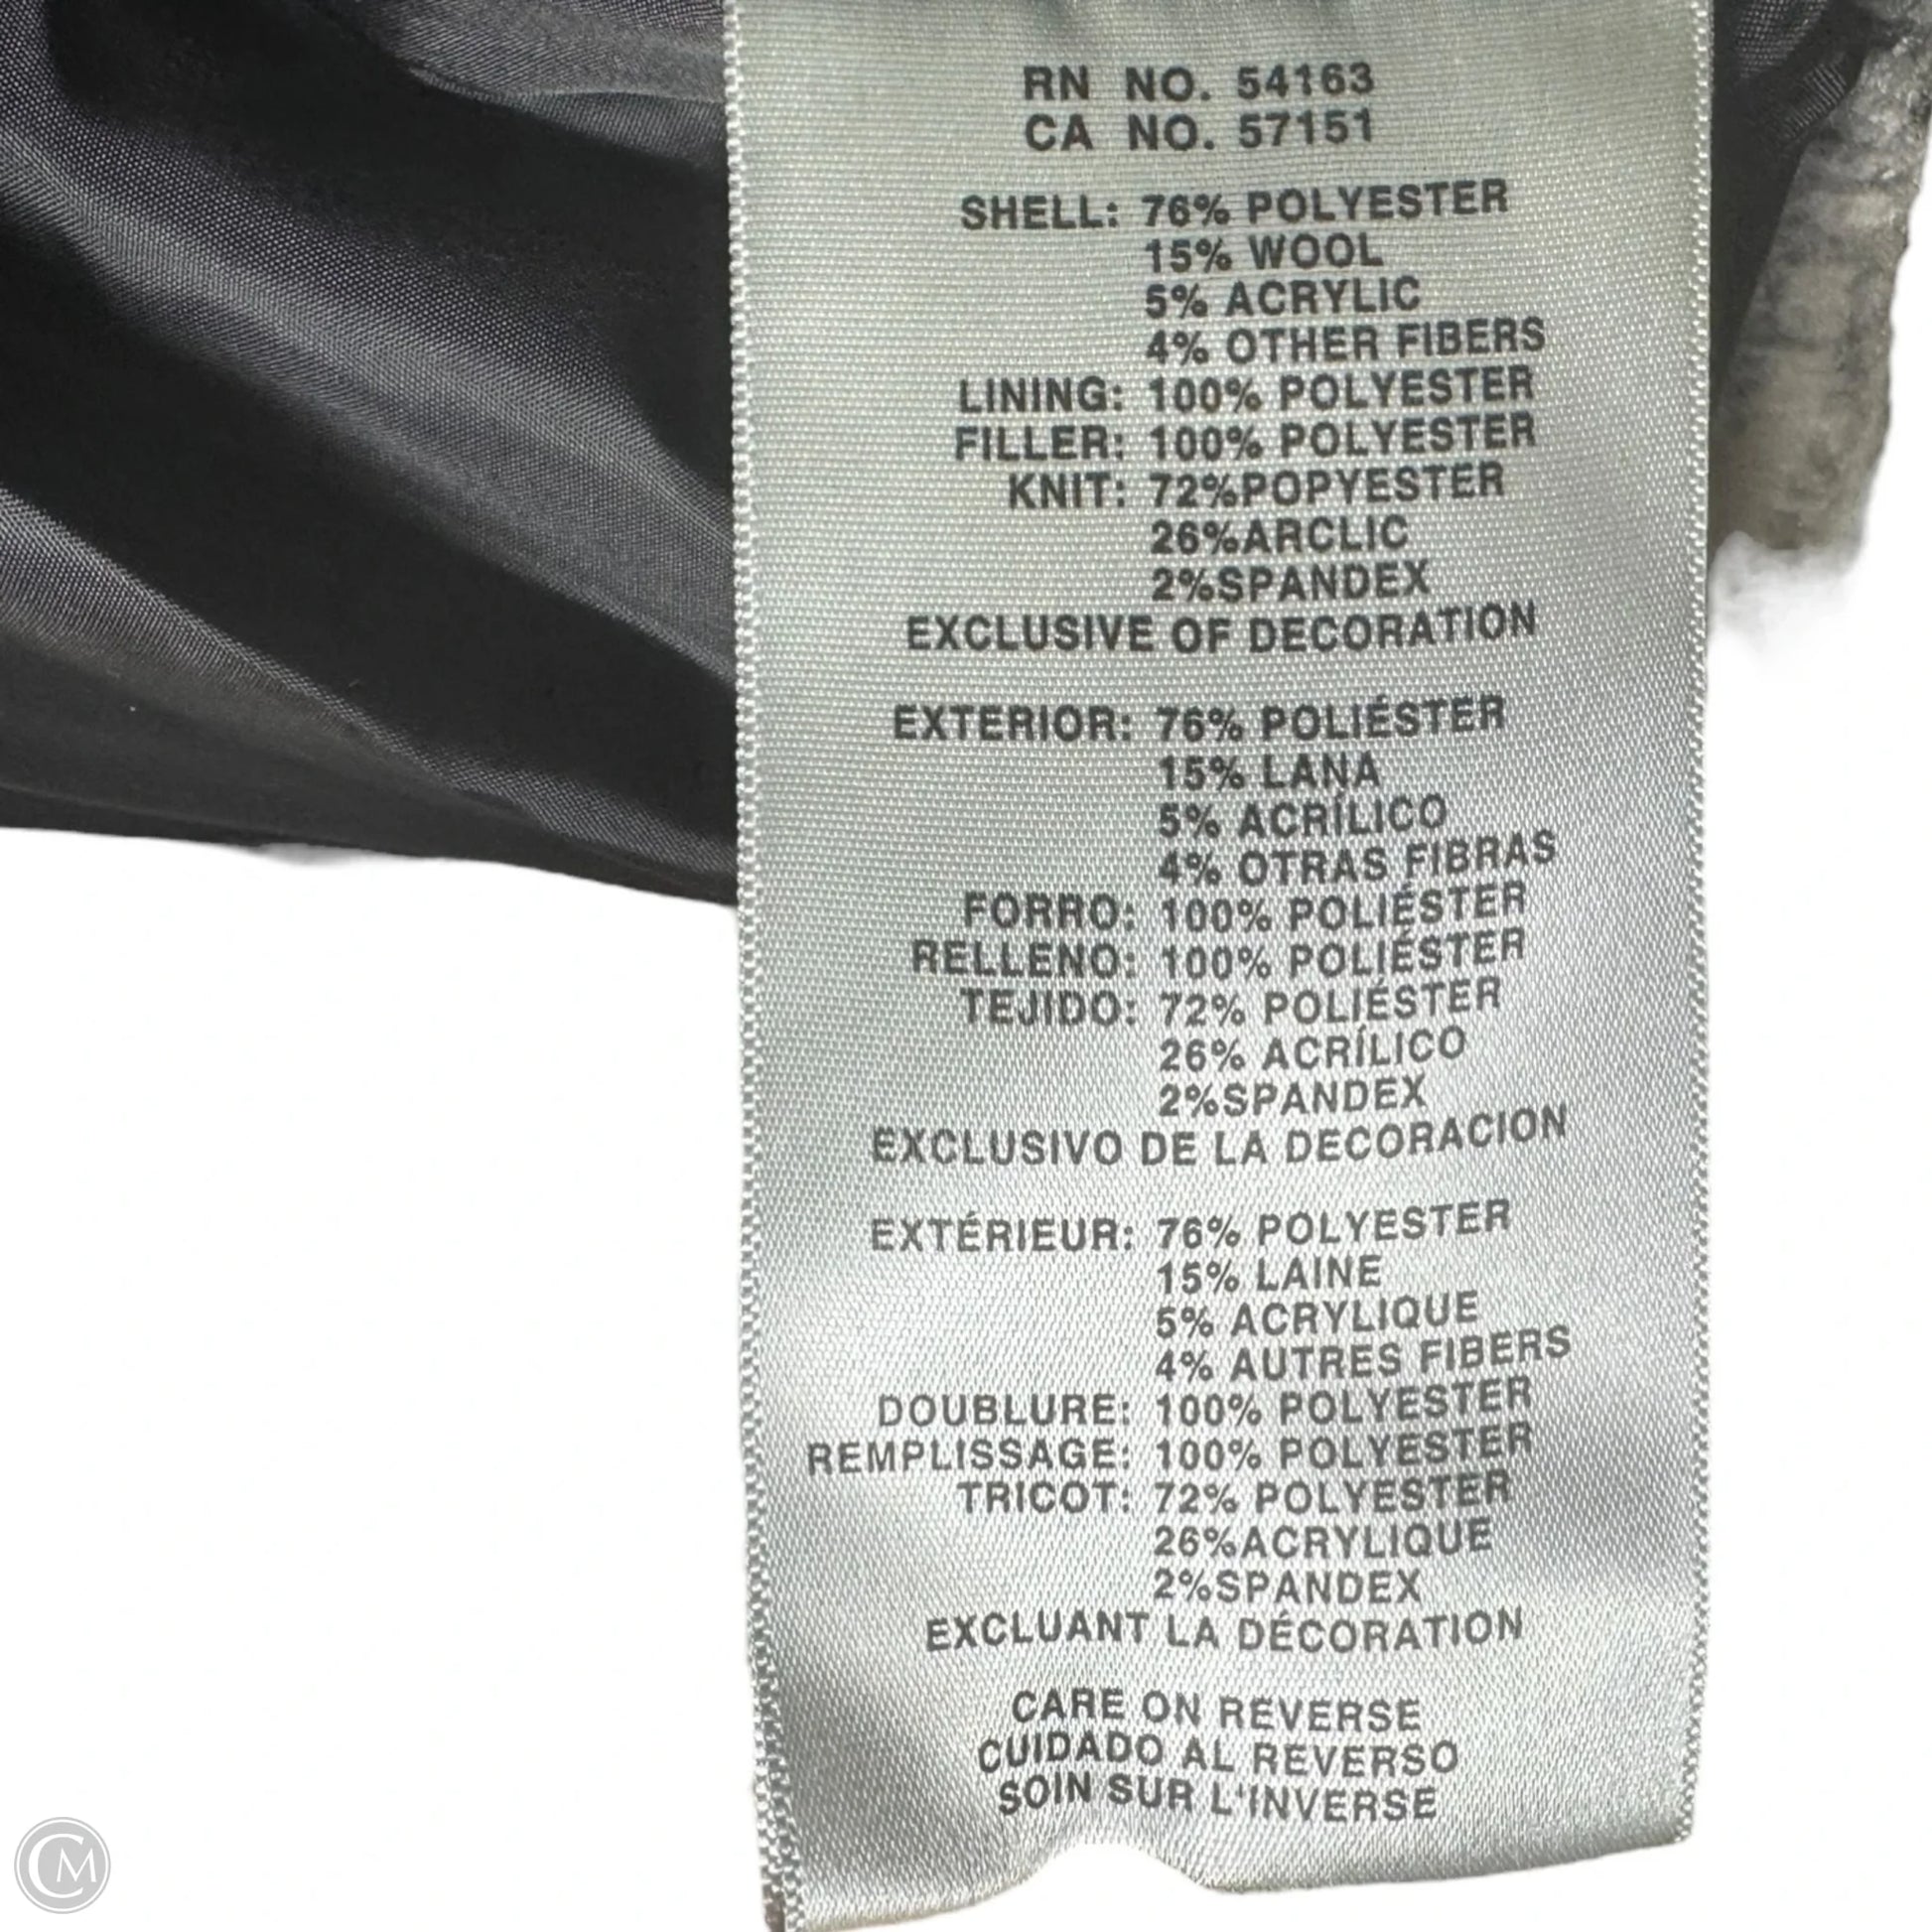 RN NO. 54163
CA NO. 57151
SHELL: 76% POLYESTER
15% WOOL
5% ACRYLIC
4% OTHER FIBERS
LINING: 100% POLYESTER
FILLER: 100% POLYESTER
KNIT: 72%POPYESTER
26%ARCLIC
2%SPANDEX
EXCLUSIVE OF DECORATION
EXTERIOR: 76% POLIÉSTER
15% LANA
5% ACRÍLICO
4% OTRAS FIBRAS
FORRO: 100% POLIÉSTER
RELLENO: 100% POLIÉSTER
TEJIDO: 72% POLIÉSTER
26% ACRÍLICO
2%SPANDEX
EXCLUSIVO DE LA DECORACION
EXTÉRIEUR: 76% POLYESTER
15% LAINE
5% ACRYLIQUE
4% AUTRES FIBERS
DOUBLURE: 100% POLYESTER
REMPLISSAGE: 100% POLYESTER
TRICOT: 72% POLYESTER
26%ACRYLIQUE
2%SPANDEX
EXCLUANT LA DÉCORATION
CARE ON REVERSE
CUIDADO AL REVERSO
SOIN SUR L'INVERSE
CM